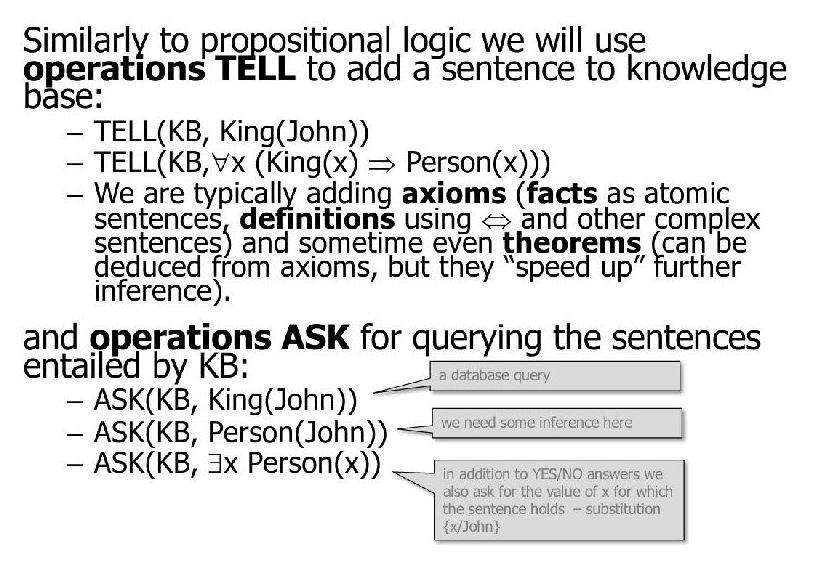 Similarly to propositional logic we will use
operations TELL to add a sentence to knowledge
base:
– TELL(KB, King(John))
– TELL(KB,∀x (King(x) ⇒ Person(x)))
– We are typically adding axioms (facts as atomic
sentences, definitions using ⇔ and other complex
sentences) and sometime even theorems (can be
deduced from axioms, but they “speed up” further
inference).
and operations ASK for querying the sentences
entailed by KB:
a database query
– ASK(KB, King(John))
we need some inference here
– ASK(KB, Person(John))
– ASK(KB, ∃x Person(x))
in addition to YES/NO answers we
also ask for the value of x for which
the sentence holds – substitution
{x/John}